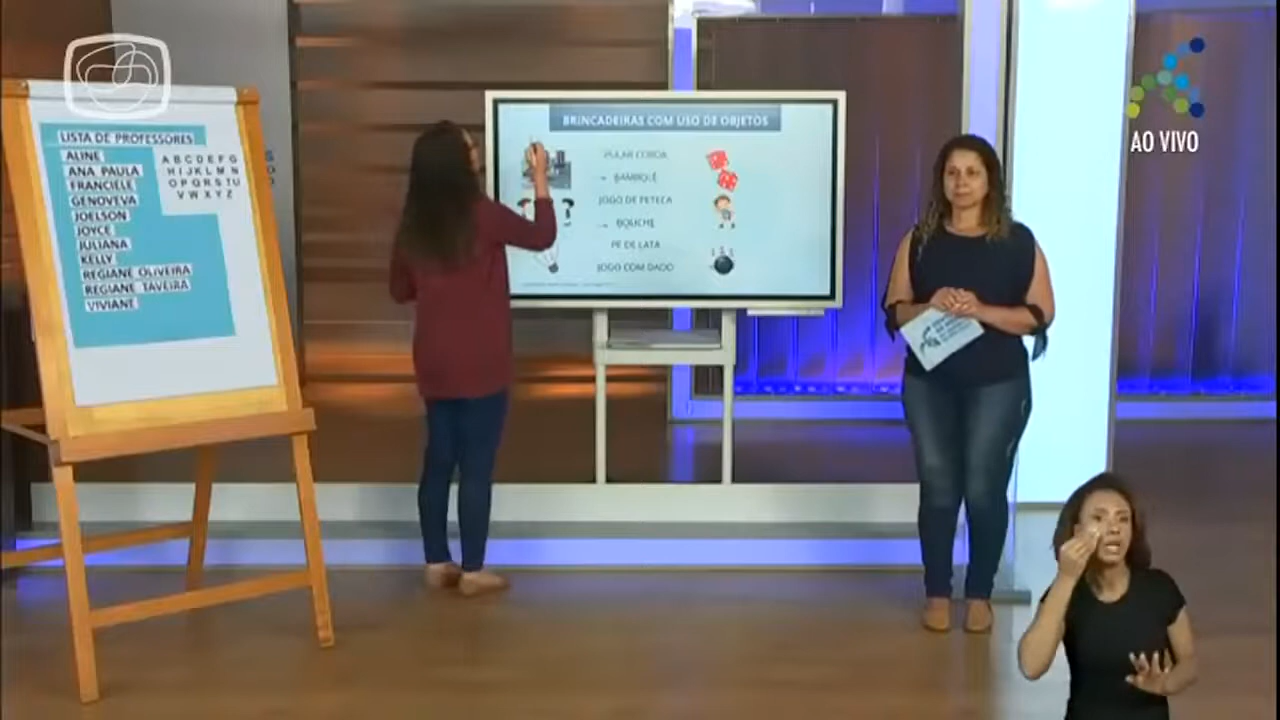 LISTA DE PROFESSORES
ALINE
ANA PAULA
FRANCIELE
GENOVEVA
JOELSON
JOYCE
JULIANA
KELLY
REGIANE OLIVEIRA
REGIANE TAVEIRA
VIVIANE
A B C D E F G
H I J K L M N
O P Q R S T U
V W X Y Z
BRINCADEIRAS COM USO DE OBJETOS
PULAR CORDA
BAMBOLÊ
JOGO DE PETECA
BOLICHE
PÉ DE LATA
JOGO COM DADO
AO VIVO